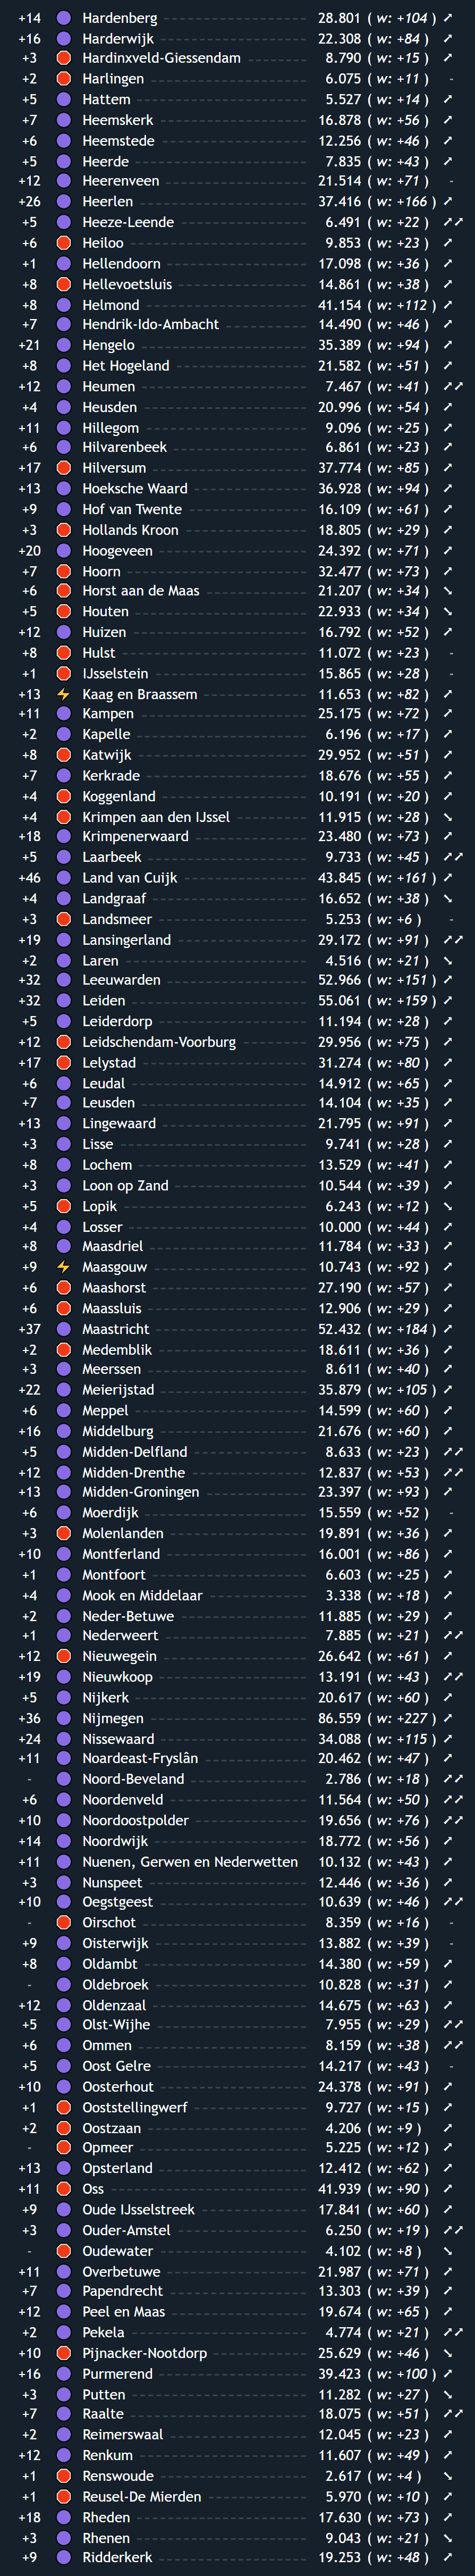 +14 Hardenberg 28.801 ( w: +104 ) ↗
+16 Harderwijk 22.308 ( w: +84 ) ↗
+3 Hardinxveld-Giessendam 8.790 ( w: +15 ) ↗
+2 Harlingen 6.075 ( w: +11 ) -
+5 Hattem 5.527 ( w: +14 ) ↗
+7 Heemskerk 16.878 ( w: +56 ) ↗
+6 Heemstede 12.256 ( w: +46 ) ↗
+5 Heerde 7.835 ( w: +43 ) ↗
+12 Heerenveen 21.514 ( w: +71 ) -
+26 Heerlen 37.416 ( w: +166 ) ↗
+5 Heeze-Leende 6.491 ( w: +22 ) ↗↗
+6 Heiloo 9.853 ( w: +23 ) ↗
+1 Hellendoorn 17.098 ( w: +36 ) ↗
+8 Hellevoetsluis 14.861 ( w: +38 ) ↗
+8 Helmond 41.154 ( w: +112 ) ↗
+7 Hendrik-Ido-Ambacht 14.490 ( w: +46 ) ↗
+21 Hengelo 35.389 ( w: +94 ) ↗
+8 Het Hogeland 21.582 ( w: +51 ) ↗
+12 Heumen 7.467 ( w: +41 ) ↗↗
+4 Heusden 20.996 ( w: +54 ) ↗
+11 Hillegom 9.096 ( w: +25 ) ↗
+6 Hilvarenbeek 6.861 ( w: +23 ) ↗
+17 Hilversum 37.774 ( w: +85 ) ↗
+13 Hoeksche Waard 36.928 ( w: +94 ) ↗
+9 Hof van Twente 16.109 ( w: +61 ) ↗
+3 Hollands Kroon 18.805 ( w: +29 ) ↗
+20 Hoogeveen 24.392 ( w: +71 ) ↗
+7 Hoorn 32.477 ( w: +73 ) ↗
+6 Horst aan de Maas 21.207 ( w: +34 ) ↘
+5 Houten 22.933 ( w: +34 ) ↘
+12 Huizen 16.792 ( w: +52 ) ↗
+8 Hulst 11.072 ( w: +23 ) -
+1 IJsselstein 15.865 ( w: +28 ) -
+13 Kaag en Braassem 11.653 ( w: +82 ) ↗
+11 Kampen 25.175 ( w: +72 ) ↗
+2 Kapelle 6.196 ( w: +17 ) ↗
+8 Katwijk 29.952 ( w: +51 ) ↗
+7 Kerkrade 18.676 ( w: +55 ) ↗
+4 Koggenland 10.191 ( w: +20 ) ↗
+4 Krimpen aan den IJssel 11.915 ( w: +28 ) ↘
+18 Krimpenerwaard 23.480 ( w: +73 ) ↗
+5 Laarbeek 9.733 ( w: +45 ) ↗↗
+46 Land van Cuijk 43.845 ( w: +161 ) ↗
+4 Landgraaf 16.652 ( w: +38 ) ↘
+3 Landsmeer 5.253 ( w: +6 ) -
+19 Lansingerland 29.172 ( w: +91 ) ↗↗
+2 Laren 4.516 ( w: +21 ) ↘
+32 Leeuwarden 52.966 ( w: +151 ) ↗
+32 Leiden 55.061 ( w: +159 ) ↗
+5 Leiderdorp 11.194 ( w: +28 ) ↗
+12 Leidschendam-Voorburg 29.956 ( w: +75 ) ↗
+17 Lelystad 31.274 ( w: +80 ) ↗
+6 Leudal 14.912 ( w: +65 ) ↗
+7 Leusden 14.104 ( w: +35 ) ↗
+13 Lingewaard 21.795 ( w: +91 ) ↗
+3 Lisse 9.741 ( w: +28 ) ↗
+8 Lochem 13.529 ( w: +41 ) ↗
+3 Loon op Zand 10.544 ( w: +39 ) ↗
+5 Lopik 6.243 ( w: +12 ) ↘
+4 Losser 10.000 ( w: +44 ) ↗
+8 Maasdriel 11.784 ( w: +33 ) ↗
+9 Maasgouw 10.743 ( w: +92 ) ↗
+6 Maashorst 27.190 ( w: +57 ) ↗
+6 Maassluis 12.906 ( w: +29 ) ↗
+37 Maastricht 52.432 ( w: +184 ) ↗
+2 Medemblik 18.611 ( w: +36 ) ↗
+3 Meerssen 8.611 ( w: +40 ) ↗
+22 Meierijstad 35.879 ( w: +105 ) ↗
+6 Meppel 14.599 ( w: +60 ) ↗
+16 Middelburg 21.676 ( w: +60 ) ↗
+5 Midden-Delfland 8.633 ( w: +23 ) ↗↗
+12 Midden-Drenthe 12.837 ( w: +53 ) ↗↗
+13 Midden-Groningen 23.397 ( w: +93 ) ↗
+6 Moerdijk 15.559 ( w: +52 ) -
+3 Molenlanden 19.891 ( w: +36 ) ↗
+10 Montferland 16.001 ( w: +86 ) ↗
+1 Montfoort 6.603 ( w: +25 ) ↗
+4 Mook en Middelaar 3.338 ( w: +18 ) ↗
+2 Neder-Betuwe 11.885 ( w: +29 ) ↗
+1 Nederweert 7.885 ( w: +21 ) ↗↗
+12 Nieuwegein 26.642 ( w: +61 ) ↗
+19 Nieuwkoop 13.191 ( w: +43 ) ↗↗
+5 Nijkerk 20.617 ( w: +60 ) ↗
+36 Nijmegen 86.559 ( w: +227 ) ↗
+24 Nissewaard 34.088 ( w: +115 ) ↗
+11 Noardeast-Fryslân 20.462 ( w: +47 ) ↗
- Noord-Beveland 2.786 ( w: +18 ) ↗↗
+6 Noordenveld 11.564 ( w: +50 ) ↗↗
+10 Noordoostpolder 19.656 ( w: +76 ) ↗↗
+14 Noordwijk 18.772 ( w: +56 ) ↗
+11 Nuenen, Gerwen en Nederwetten 10.132 ( w: +43 ) ↗
+3 Nunspeet 12.446 ( w: +36 ) ↗
+10 Oegstgeest 10.639 ( w: +46 ) ↗↗
- Oirschot 8.359 ( w: +16 ) -
+9 Oisterwijk 13.882 ( w: +39 ) -
+8 Oldambt 14.380 ( w: +59 ) ↗
- Oldebroek 10.828 ( w: +31 ) ↗
+12 Oldenzaal 14.675 ( w: +63 ) ↗
+5 Olst-Wijhe 7.955 ( w: +29 ) ↗↗
+6 Ommen 8.159 ( w: +38 ) ↗↗
+5 Oost Gelre 14.217 ( w: +43 ) -
+10 Oosterhout 24.378 ( w: +91 ) ↗
+1 Ooststellingwerf 9.727 ( w: +15 ) ↗
+2 Oostzaan 4.206 ( w: +9 ) ↗
- Opmeer 5.225 ( w: +12 ) ↗
+13 Opsterland 12.412 ( w: +62 ) ↗
+11 Oss 41.939 ( w: +90 ) ↗
+9 Oude IJsselstreek 17.841 ( w: +60 ) ↗
+3 Ouder-Amstel 6.250 ( w: +19 ) ↗↗
- Oudewater 4.102 ( w: +8 ) ↘
+11 Overbetuwe 21.987 ( w: +71 ) ↗
+7 Papendrecht 13.303 ( w: +39 ) ↗
+12 Peel en Maas 19.674 ( w: +65 ) ↗
+2 Pekela 4.774 ( w: +21 ) ↗↗
+10 Pijnacker-Nootdorp 25.629 ( w: +46 ) ↘
+16 Purmerend 39.423 ( w: +100 ) ↗
+3 Putten 11.282 ( w: +27 ) ↘
+7 Raalte 18.075 ( w: +51 ) ↗↗
+2 Reimerswaal 12.045 ( w: +23 ) ↗
+12 Renkum 11.607 ( w: +49 ) ↗
+1 Renswoude 2.617 ( w: +4 ) ↘
+1 Reusel-De Mierden 5.970 ( w: +10 ) ↗
+18 Rheden 17.630 ( w: +73 ) ↗
+3 Rhenen 9.043 ( w: +21 ) ↘
+9 Ridderkerk 19.253 ( w: +48 ) ↗